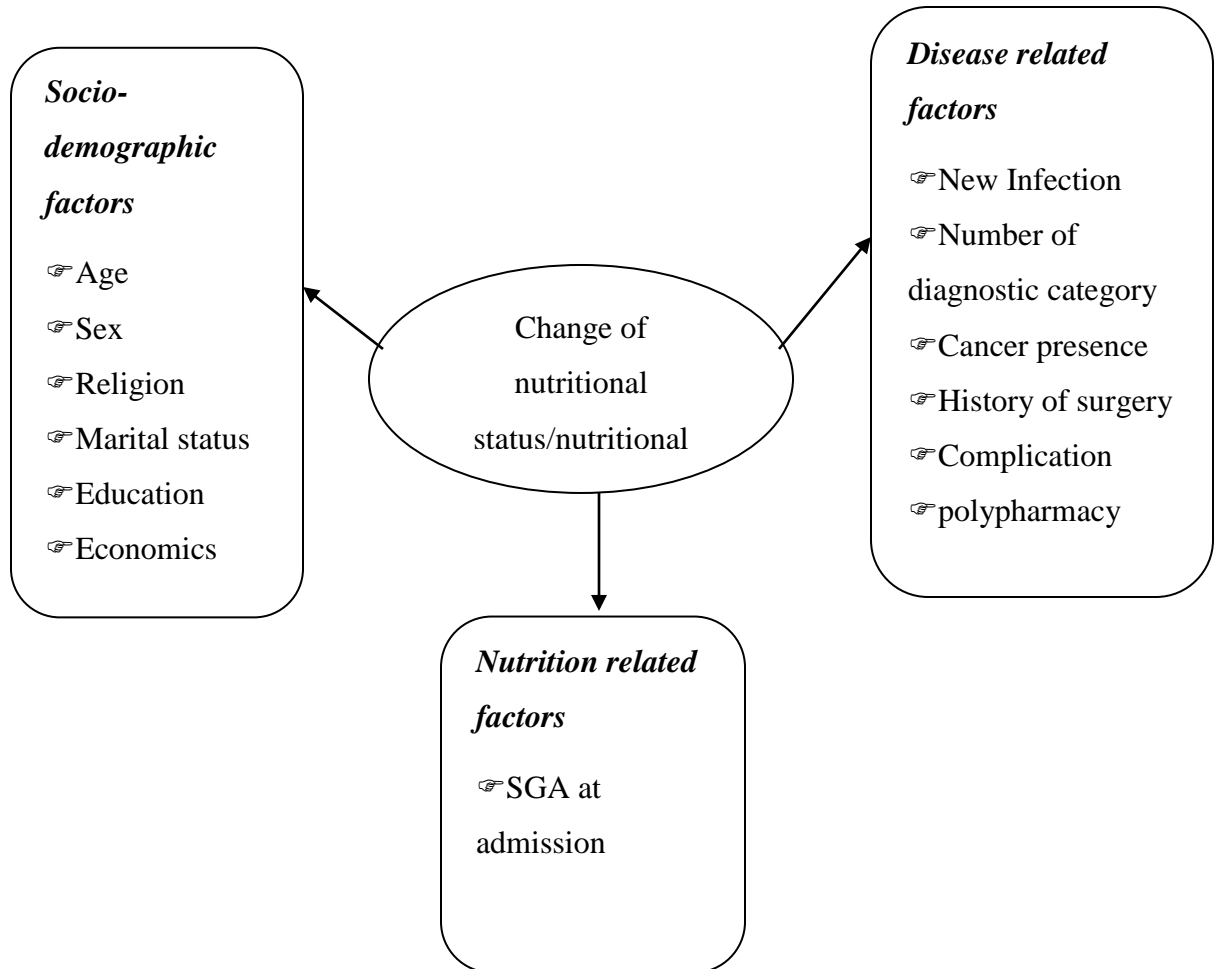 Socio-
demographic
factors
☞Age
☞Sex
☞Religion
☞Marital status
☞Education
☞Economics
Change of
nutritional
status/nutritional
Disease related
factors
☞New Infection
☞Number of
diagnostic category
☞Cancer presence
☞History of surgery
☞Complication
☞polypharmacy
Nutrition related
factors
☞SGA at
admission